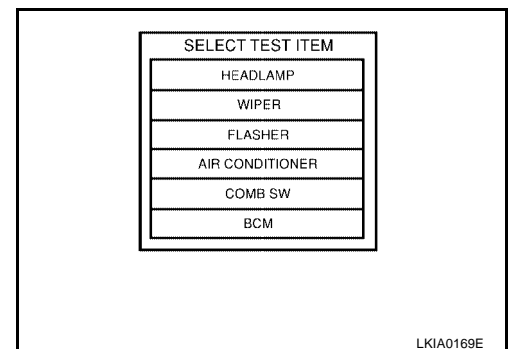 SELECT TEST ITEM
HEADLAMP
WIPER
FLASHER
AIR CONDITIONER
COMB SW
BCM
LKIA0169E